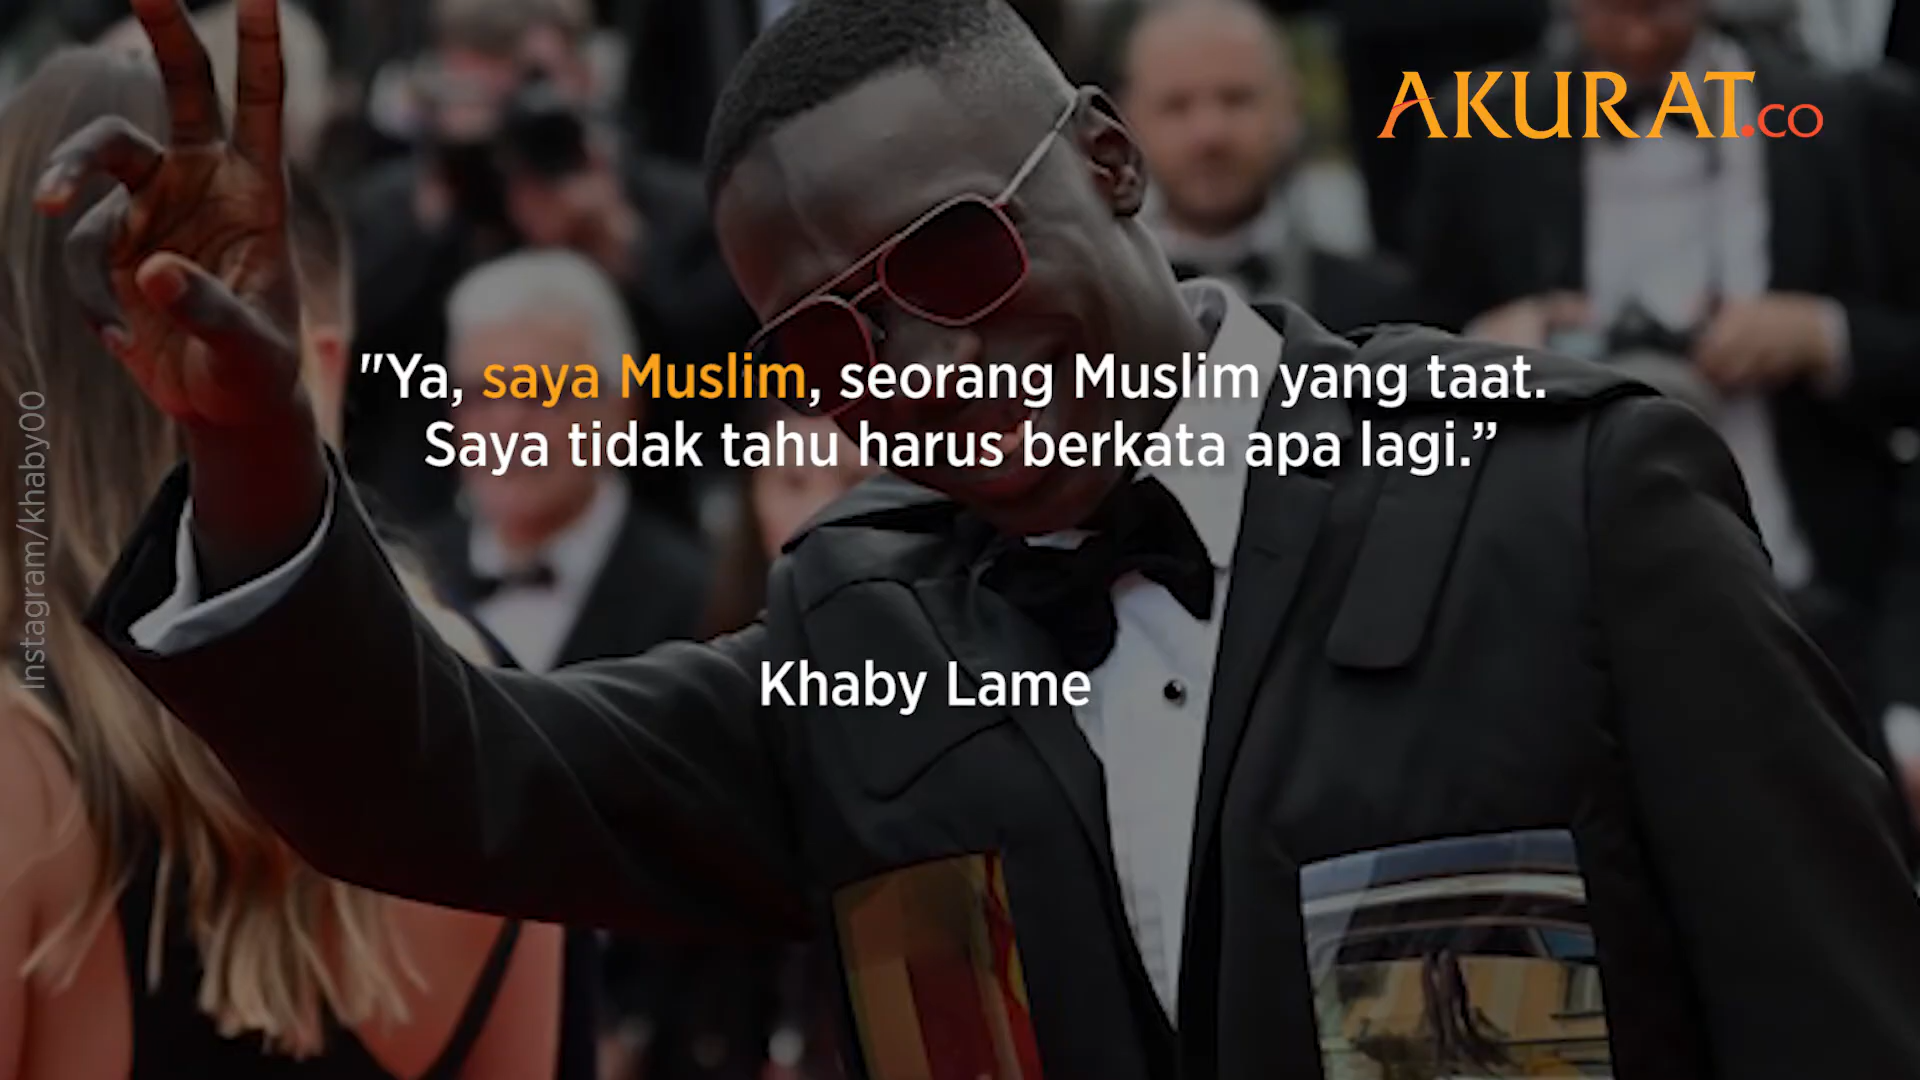 AKURAT.co
"Ya, saya Muslim, seorang Muslim yang taat.
Saya tidak tahu harus berkata apa lagi.”
Khaby Lame
Instagram/khaby00